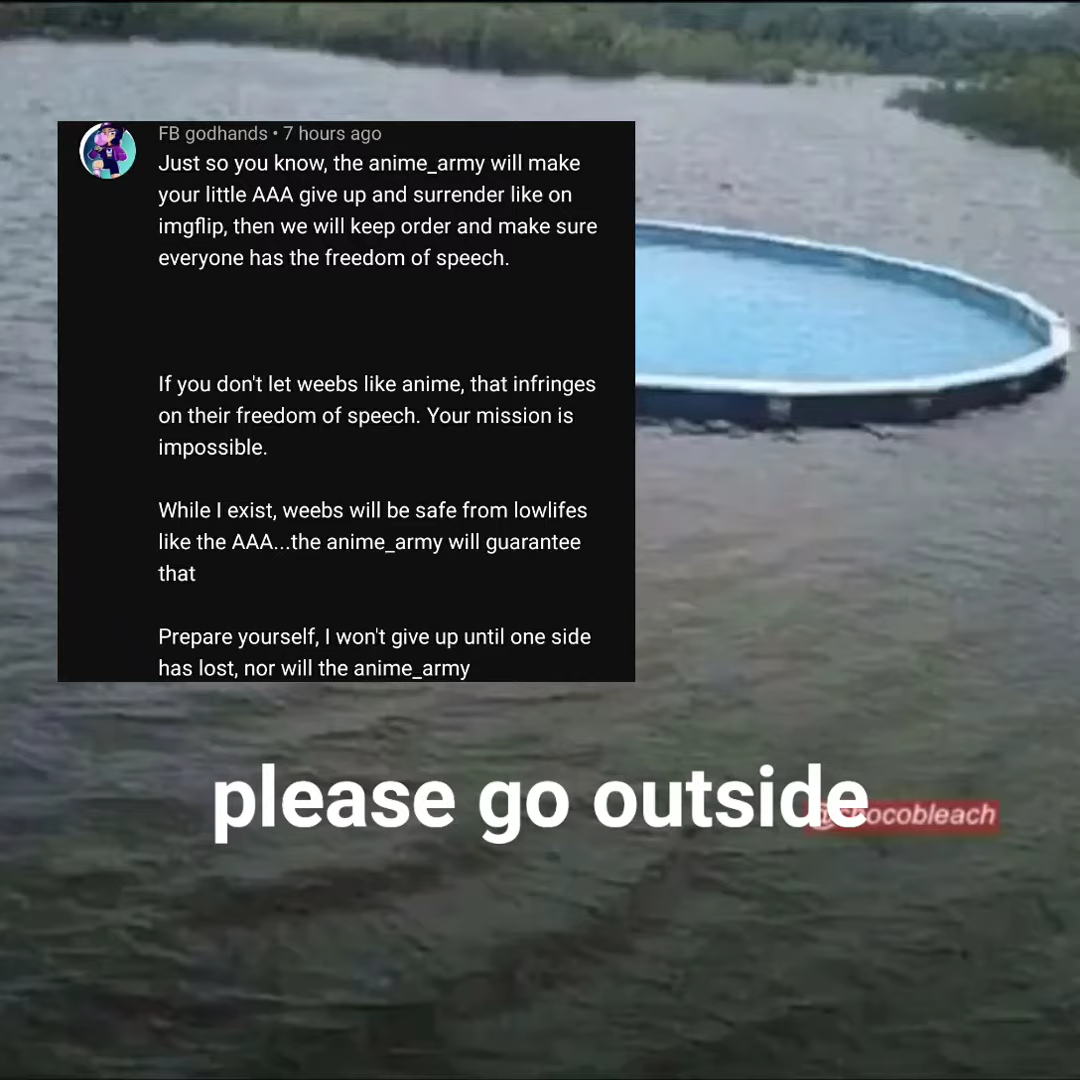 FB godhands • 7 hours ago
Just so you know, the anime_army will make
your little AAA give up and surrender like on
imgflip, then we will keep order and make sure
everyone has the freedom of speech.
If you don't let weebs like anime, that infringes
on their freedom of speech. Your mission is
impossible.
While I exist, weebs will be safe from lowlifes
like the AAA...the anime_army will guarantee
that
Prepare yourself, I won't give up until one side
has lost, nor will the anime_army
please go outside
@chocobleach